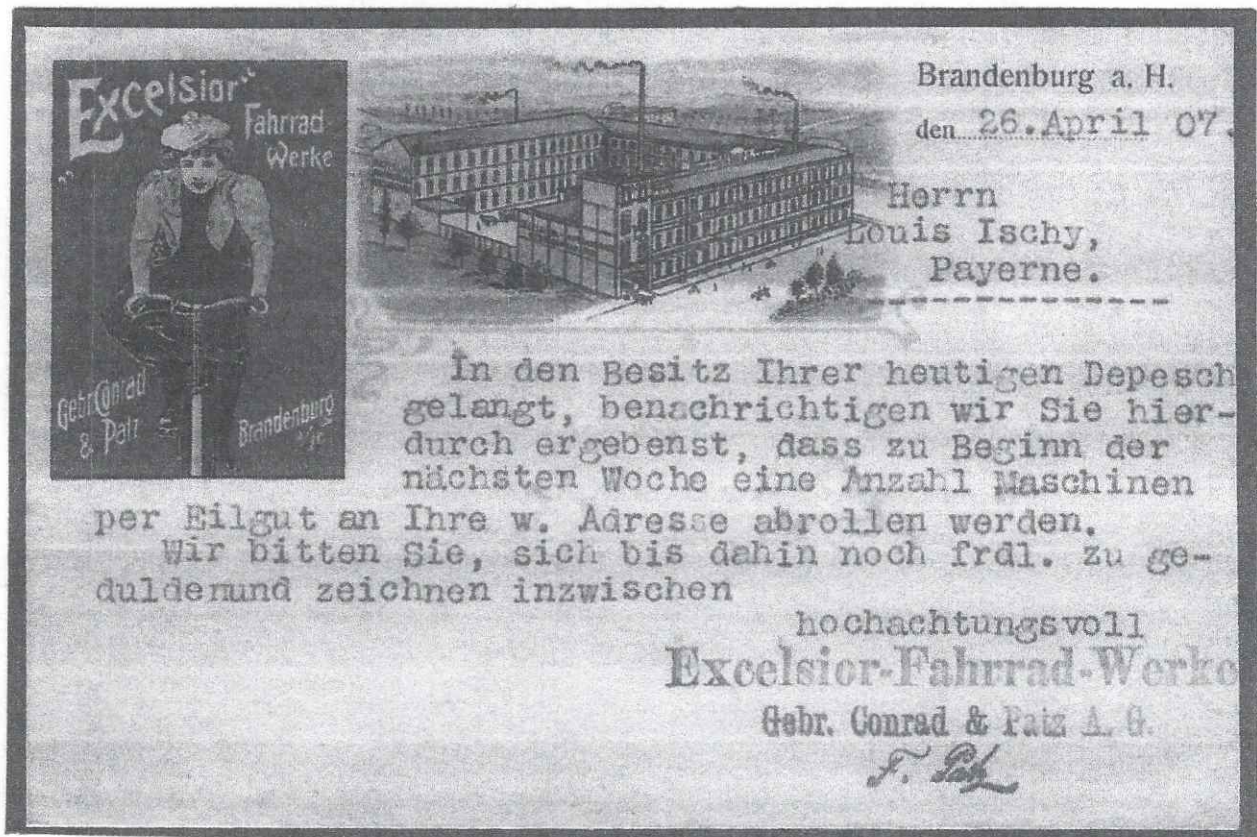 „Excelsior“
Fahrrad
Werke
Gebr. Conrad
& Patz
Brandenburg
a/H.
Brandenburg a. H.
den 26. April 07.
Herrn
Louis Ischy,
Payerne.
In den Besitz Ihrer heutigen Depesch
gelangt, benachrichtigen wir Sie hier-
durch ergebenst, dass zu Beginn der
nächsten Woche eine Anzahl Maschinen
per Eilgut an Ihre w. Adresse abrollen werden.
Wir bitten Sie, sich bis dahin noch frdl. zu ge-
duldenund zeichnen inzwischen
hochachtungsvoll
Excelsior-Fahrrad-Werke
Gebr. Conrad & Patz A. G.
F. Patz